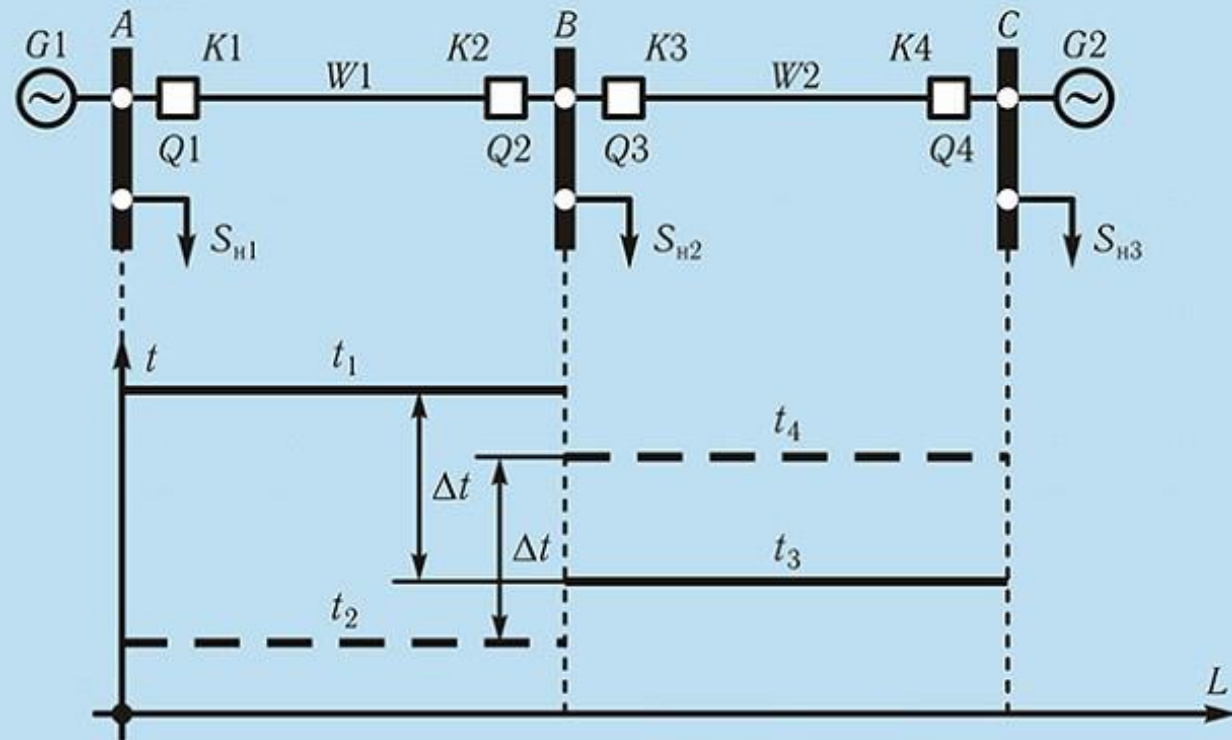 A B C
G1 K1 K2 K3 K4 G2
W1 W2
~ ~
Q1 Q2 Q3 Q4
Sн1 Sн2 Sн3
t t₁
t₄
Δt
Δt t₃
t₂
L